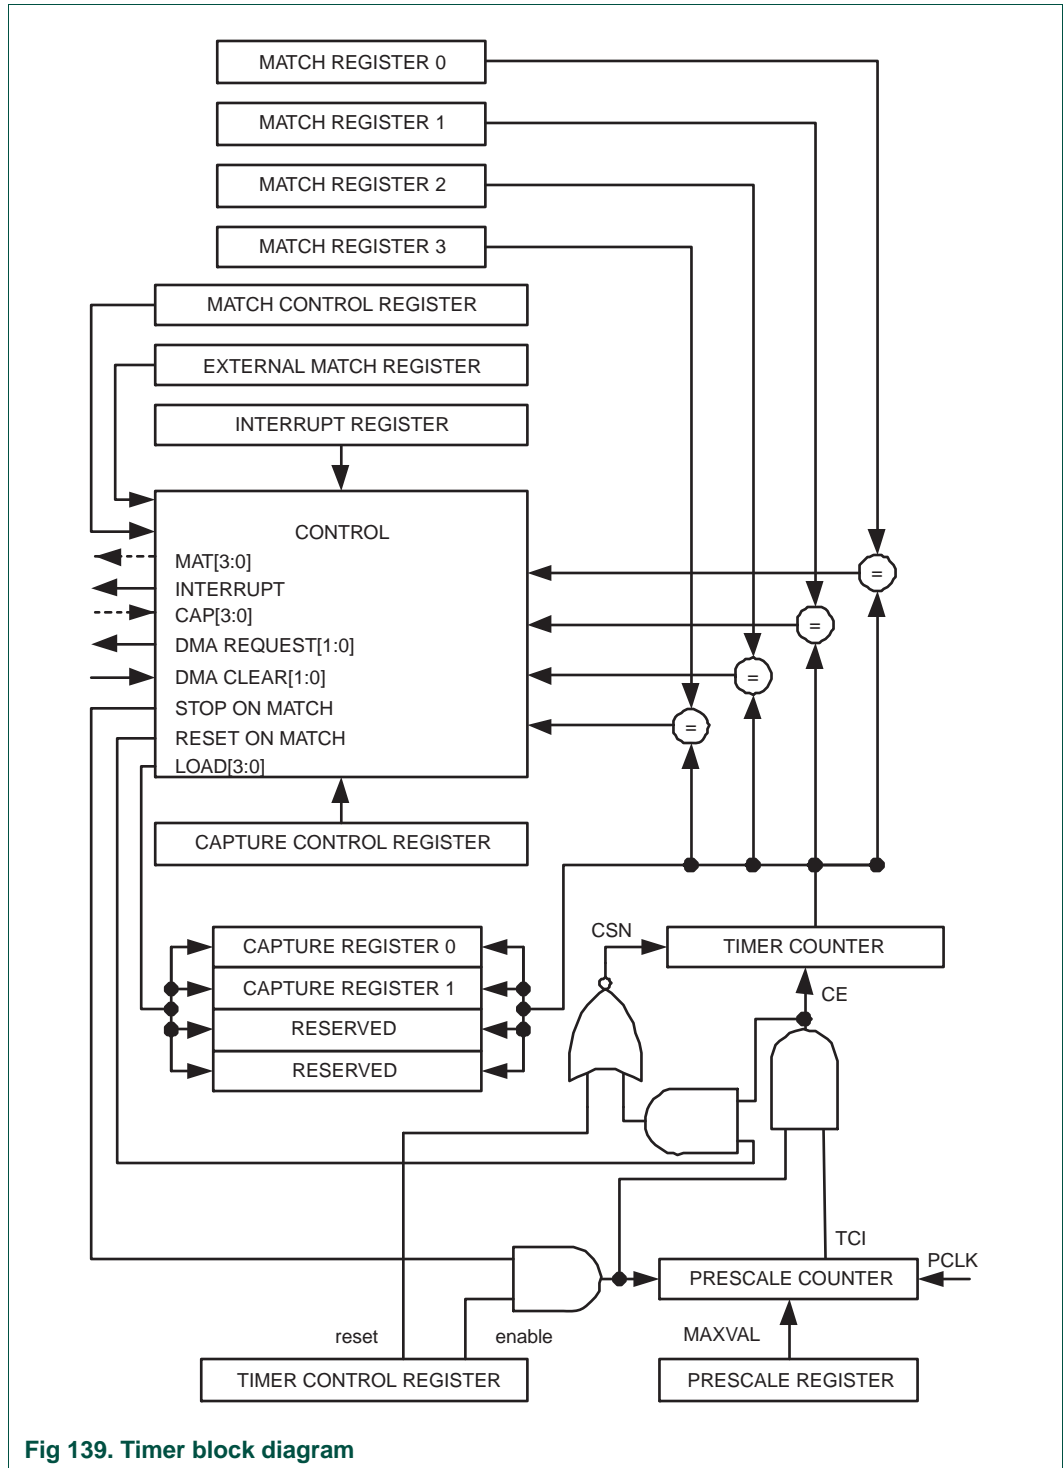 MATCH REGISTER 0
MATCH REGISTER 1
MATCH REGISTER 2
MATCH REGISTER 3
MATCH CONTROL REGISTER
EXTERNAL MATCH REGISTER
INTERRUPT REGISTER
CONTROL
MAT[3:0]
INTERRUPT
CAP[3:0]
DMA REQUEST[1:0]
DMA CLEAR[1:0]
STOP ON MATCH
RESET ON MATCH
LOAD[3:0]
=
=
=
=
CAPTURE CONTROL REGISTER
CAPTURE REGISTER 0
CAPTURE REGISTER 1
RESERVED
RESERVED
CSN
TIMER COUNTER
CE
TCI
PCLK
PRESCALE COUNTER
MAXVAL
reset
enable
TIMER CONTROL REGISTER
PRESCALE REGISTER
Fig 139. Timer block diagram